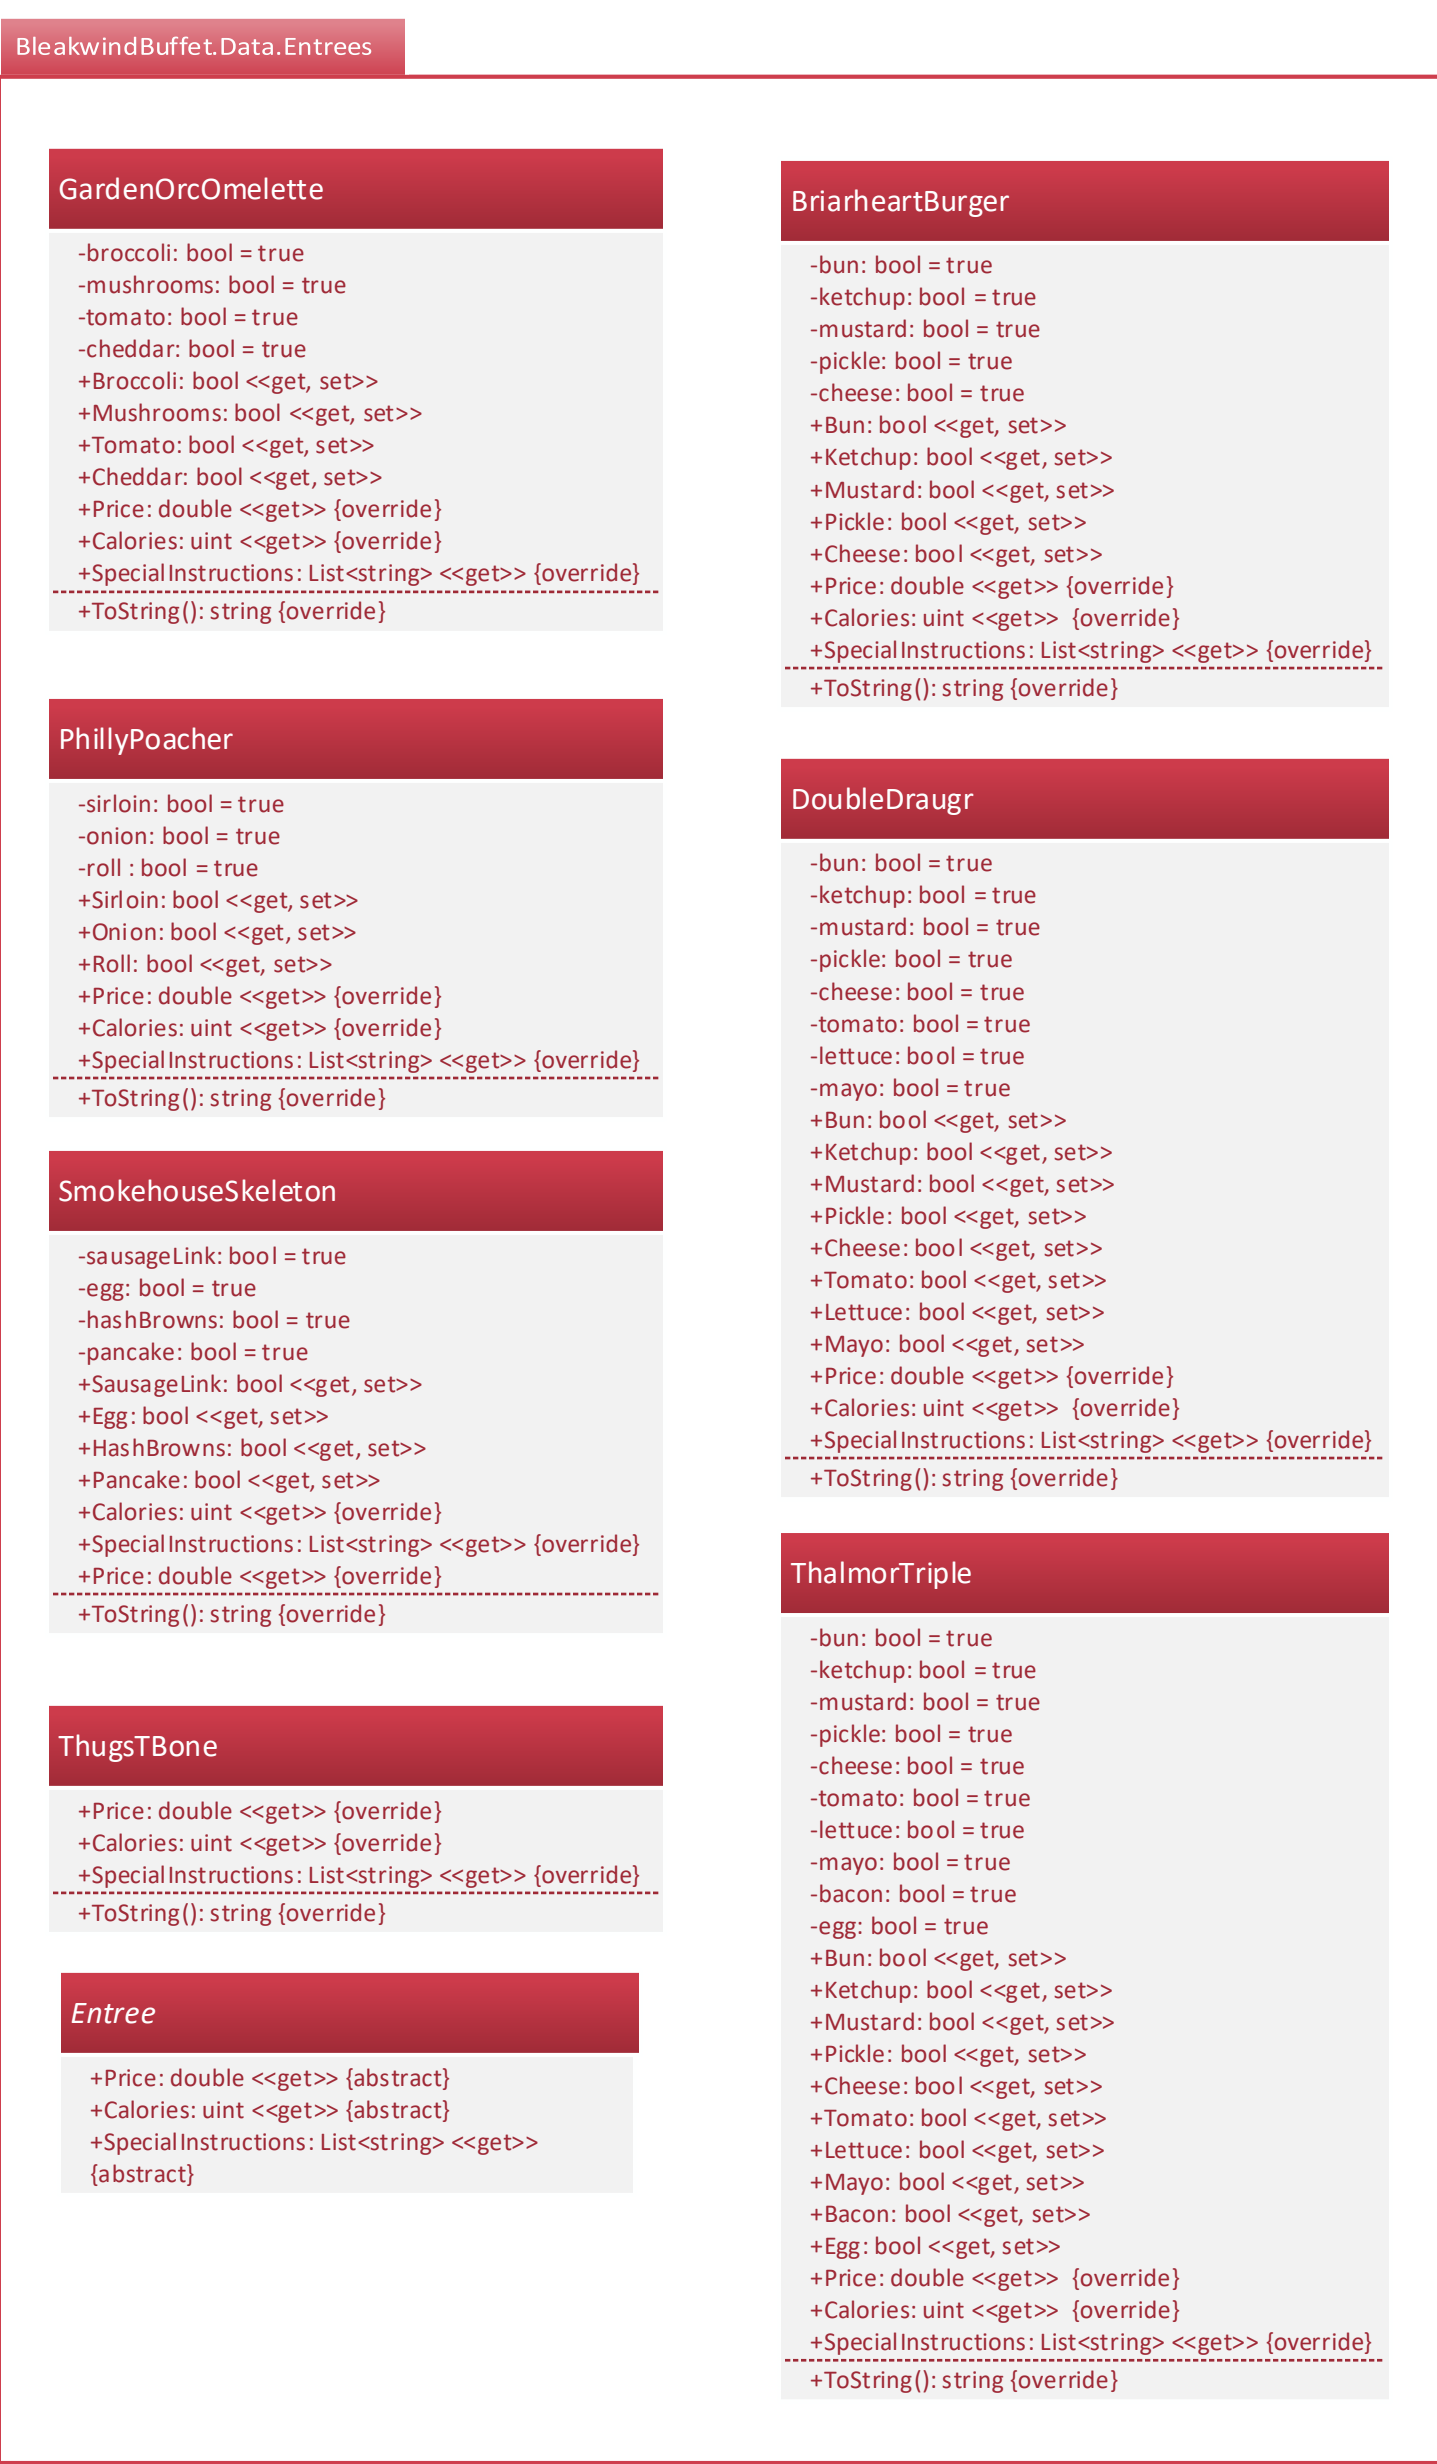 BleakwindBuffet.Data.Entrees
GardenOrcOmelette
-broccoli: bool = true
-mushrooms: bool = true
-tomato: bool = true
-cheddar: bool = true
+Broccoli: bool <<get, set>>
+Mushrooms: bool <<get, set>>
+Tomato: bool <<get, set>>
+Cheddar: bool <<get, set>>
+Price: double <<get>> {override}
+Calories: uint <<get>> {override}
+SpecialInstructions: List<string> <<get>> {override}
+ToString(): string {override}
PhillyPoacher
-sirloin: bool = true
-onion: bool = true
-roll : bool = true
+Sirloin: bool <<get, set>>
+Onion: bool <<get, set>>
+Roll: bool <<get, set>>
+Price: double <<get>> {override}
+Calories: uint <<get>> {override}
+SpecialInstructions: List<string> <<get>> {override}
+ToString(): string {override}
SmokehouseSkeleton
-sausageLink: bool = true
-egg: bool = true
-hashBrowns: bool = true
-pancake: bool = true
+SausageLink: bool <<get, set>>
+Egg: bool <<get, set>>
+HashBrowns: bool <<get, set>>
+Pancake: bool <<get, set>>
+Calories: uint <<get>> {override}
+SpecialInstructions: List<string> <<get>> {override}
+Price: double <<get>> {override}
+ToString(): string {override}
ThugsTBone
+Price: double <<get>> {override}
+Calories: uint <<get>> {override}
+SpecialInstructions: List<string> <<get>> {override}
+ToString(): string {override}
Entree
+Price: double <<get>> {abstract}
+Calories: uint <<get>> {abstract}
+SpecialInstructions: List<string> <<get>>
{abstract}
BriarheartBurger
-bun: bool = true
-ketchup: bool = true
-mustard: bool = true
-pickle: bool = true
-cheese: bool = true
+Bun: bool <<get, set>>
+Ketchup: bool <<get, set>>
+Mustard: bool <<get, set>>
+Pickle: bool <<get, set>>
+Cheese: bool <<get, set>>
+Price: double <<get>> {override}
+Calories: uint <<get>> {override}
+SpecialInstructions: List<string> <<get>> {override}
+ToString(): string {override}
DoubleDraugr
-bun: bool = true
-ketchup: bool = true
-mustard: bool = true
-pickle: bool = true
-cheese: bool = true
-tomato: bool = true
-lettuce: bool = true
-mayo: bool = true
+Bun: bool <<get, set>>
+Ketchup: bool <<get, set>>
+Mustard: bool <<get, set>>
+Pickle: bool <<get, set>>
+Cheese: bool <<get, set>>
+Tomato: bool <<get, set>>
+Lettuce: bool <<get, set>>
+Mayo: bool <<get, set>>
+Price: double <<get>> {override}
+Calories: uint <<get>> {override}
+SpecialInstructions: List<string> <<get>> {override}
+ToString(): string {override}
ThalmorTriple
-bun: bool = true
-ketchup: bool = true
-mustard: bool = true
-pickle: bool = true
-cheese: bool = true
-tomato: bool = true
-lettuce: bool = true
-mayo: bool = true
-bacon: bool = true
-egg: bool = true
+Bun: bool <<get, set>>
+Ketchup: bool <<get, set>>
+Mustard: bool <<get, set>>
+Pickle: bool <<get, set>>
+Cheese: bool <<get, set>>
+Tomato: bool <<get, set>>
+Lettuce: bool <<get, set>>
+Mayo: bool <<get, set>>
+Bacon: bool <<get, set>>
+Egg: bool <<get, set>>
+Price: double <<get>> {override}
+Calories: uint <<get>> {override}
+SpecialInstructions: List<string> <<get>> {override}
+ToString(): string {override}